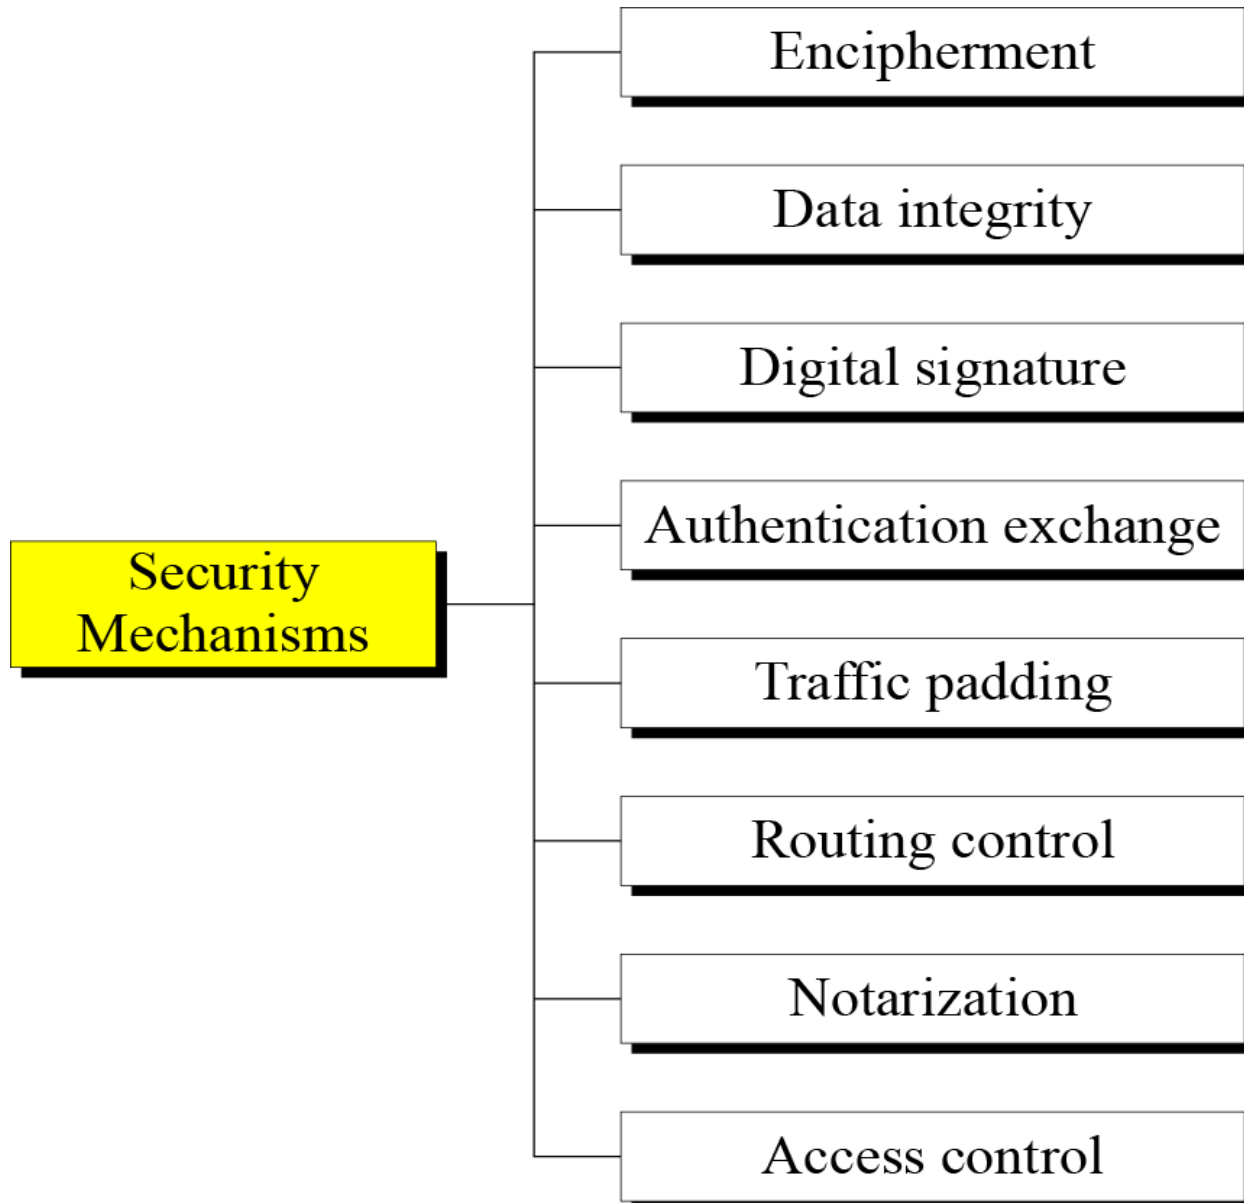 Encipherment
Data integrity
Digital signature
Authentication exchange
Security
Mechanisms
Traffic padding
Routing control
Notarization
Access control